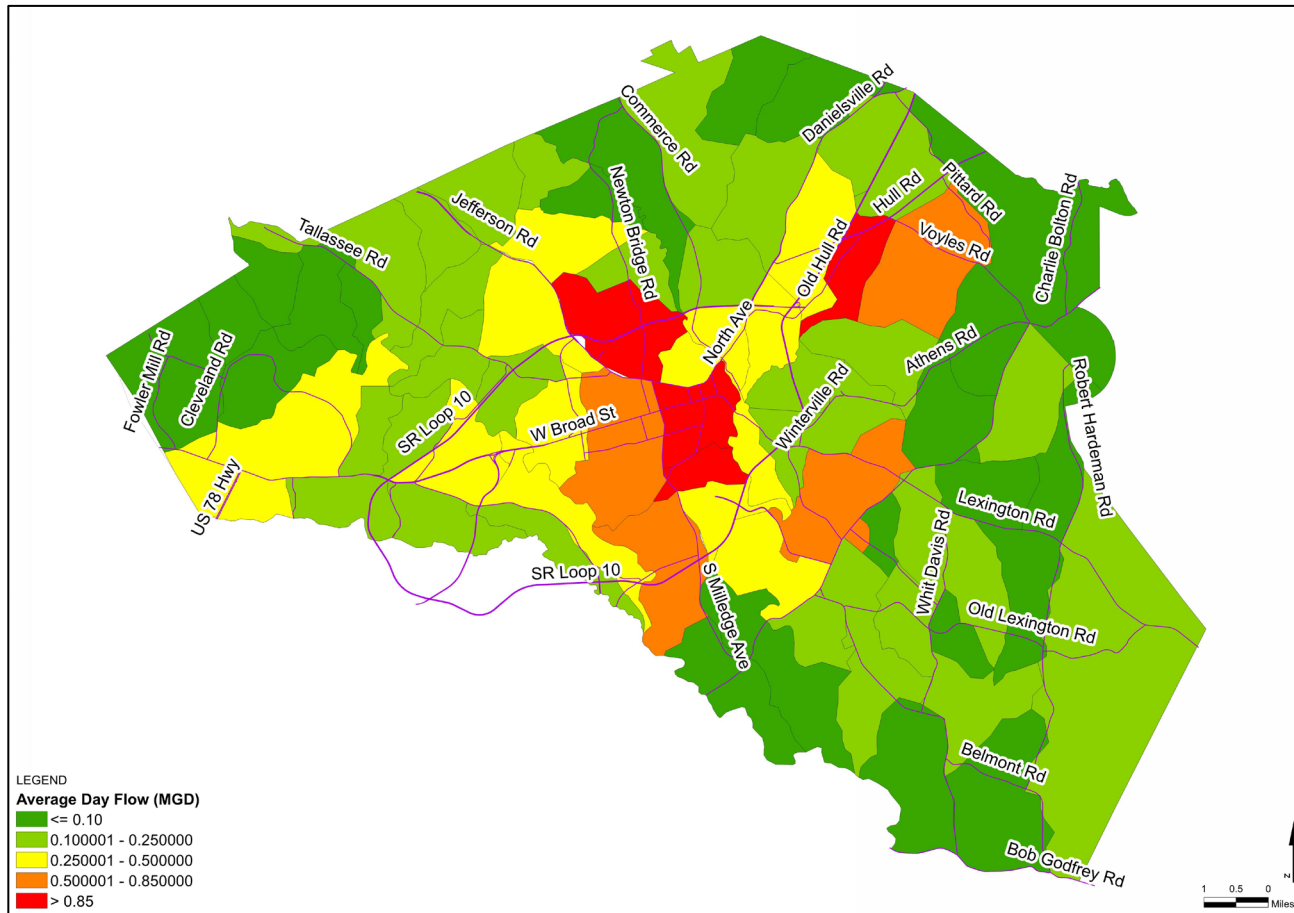 Commerce Rd
Danielsville Rd
Newton Bridge Rd
Jefferson Rd
Tallassee Rd
Hull Rd
Pittard Rd
Charlie Bolton Rd
Voyles Rd
Old Hull Rd
North Ave
Athens Rd
Fowler Mill Rd
Cleveland Rd
Robert Hardeman Rd
SR Loop 10
W Broad St
Winterville Rd
US 78 Hwy
Lexington Rd
Whit Davis Rd
SR Loop 10
S Milledge Ave
Old Lexington Rd
Belmont Rd
Bob Godfrey Rd
LEGEND
Average Day Flow (MGD)
<= 0.10
0.100001 - 0.250000
0.250001 - 0.500000
0.500001 - 0.850000
> 0.85
N
1 0.5 0
Miles